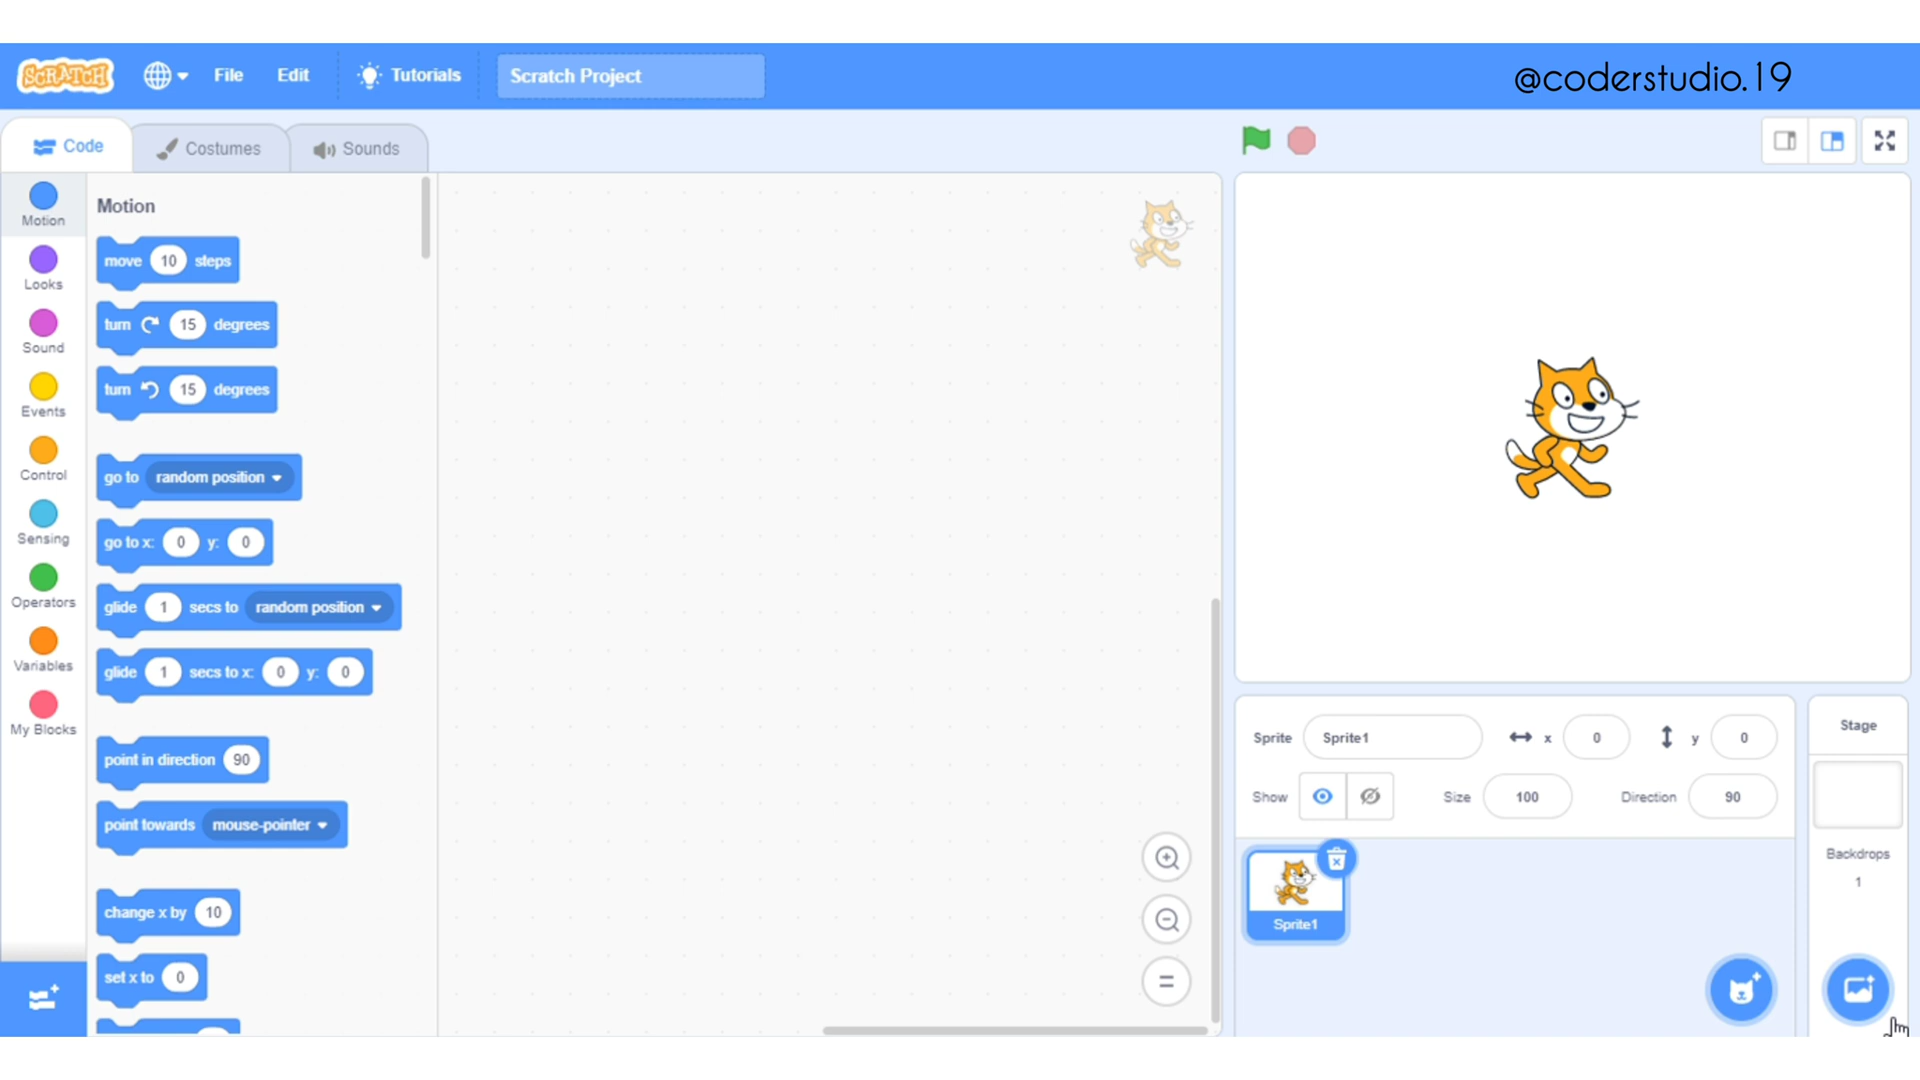 SCRATCH File Edit Tutorials Scratch Project @coderstudio.19
Code Costumes Sounds
Motion
Looks
Sound
Events
Control
Sensing
Operators
Variables
My Blocks
Motion
move 10 steps
turn 15 degrees
turn 15 degrees
go to random position
go to x: 0 y: 0
glide 1 secs to random position
glide 1 secs to x: 0 y: 0
point in direction 90
point towards mouse-pointer
change x by 10
set x to 0
Sprite Sprite1 x 0 y 0
Show Size 100 Direction 90
Sprite1
Stage
Backdrops
1